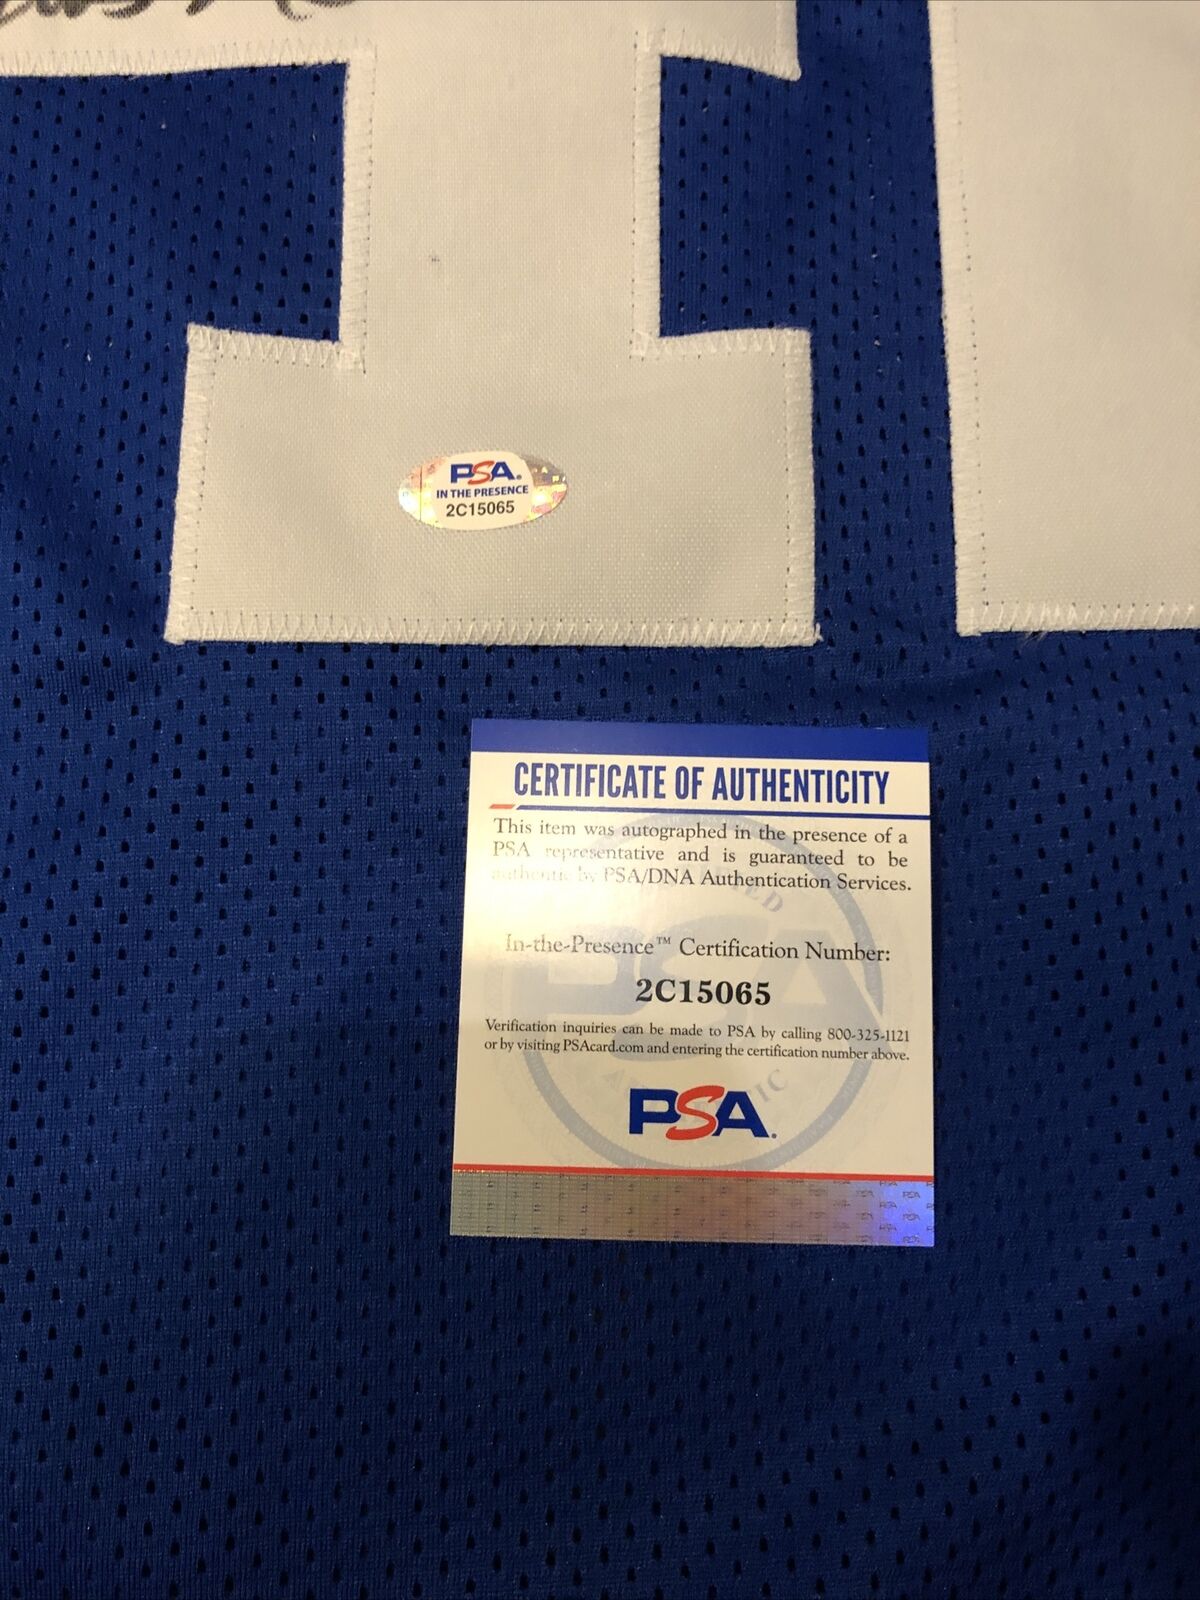 PSA
IN THE PRESENCE
2C15065
CERTIFICATE OF AUTHENTICITY
This item was autographed in the presence of a
PSA representative and is guaranteed to be
authentic by PSA/DNA Authentication Services.
In-the-Presence™ Certification Number:
2C15065
Verification inquiries can be made to PSA by calling 800-325-1121
or by visiting PSAcard.com and entering the certification number above.
PSA